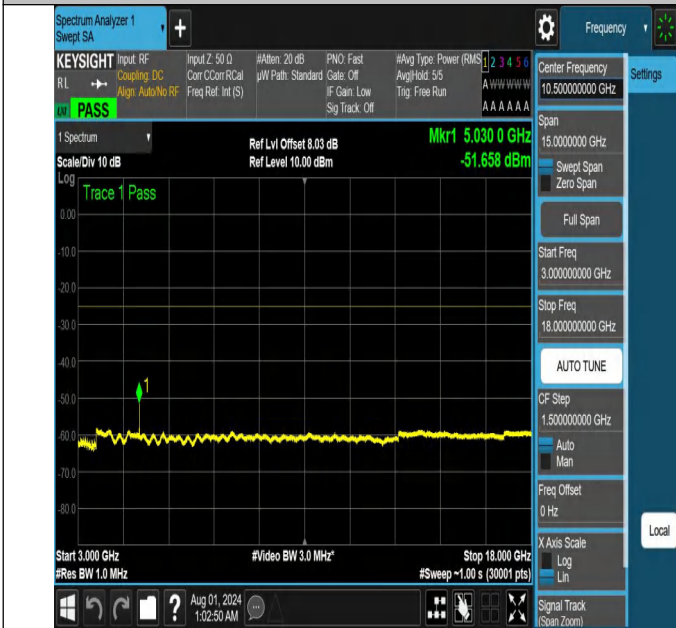 Spectrum Analyzer 1
Swept SA
+
Frequency
KEYSIGHT
RL
PASS
Input: RF
Coupling: DC
Align: Auto/No RF
Input Z: 50 Ω
Corr CCorr RCal
Freq Ref: Int (S)
#Atten: 20 dB
µW Path: Standard
PNO: Fast
Gate: Off
IF Gain: Low
Sig Track: Off
#Avg Type: Power (RMS)
Avg|Hold: 5/5
Trig: Free Run
1 2 3 4 5 6
A W W W W W
A A A A A A
1 Spectrum
Scale/Div 10 dB
Ref Lvl Offset 8.03 dB
Ref Level 10.00 dBm
Mkr1 5.030 0 GHz
-51.658 dBm
Log
Trace 1 Pass
0.00
-10.0
-20.0
-30.0
-40.0
1
-50.0
-60.0
-70.0
-80.0
Start 3.000 GHz
#Video BW 3.0 MHz*
Stop 18.000 GHz
#Res BW 1.0 MHz
#Sweep ~1.00 s (30001 pts)
?
Aug 01, 2024
1:02:50 AM
Center Frequency
10.500000000 GHz
Settings
Span
15.0000000 GHz
Swept Span
Zero Span
Full Span
Start Freq
3.000000000 GHz
Stop Freq
18.000000000 GHz
AUTO TUNE
CF Step
1.500000000 GHz
Auto
Man
Freq Offset
0 Hz
Local
X Axis Scale
Log
Lin
Signal Track
(Span Zoom)